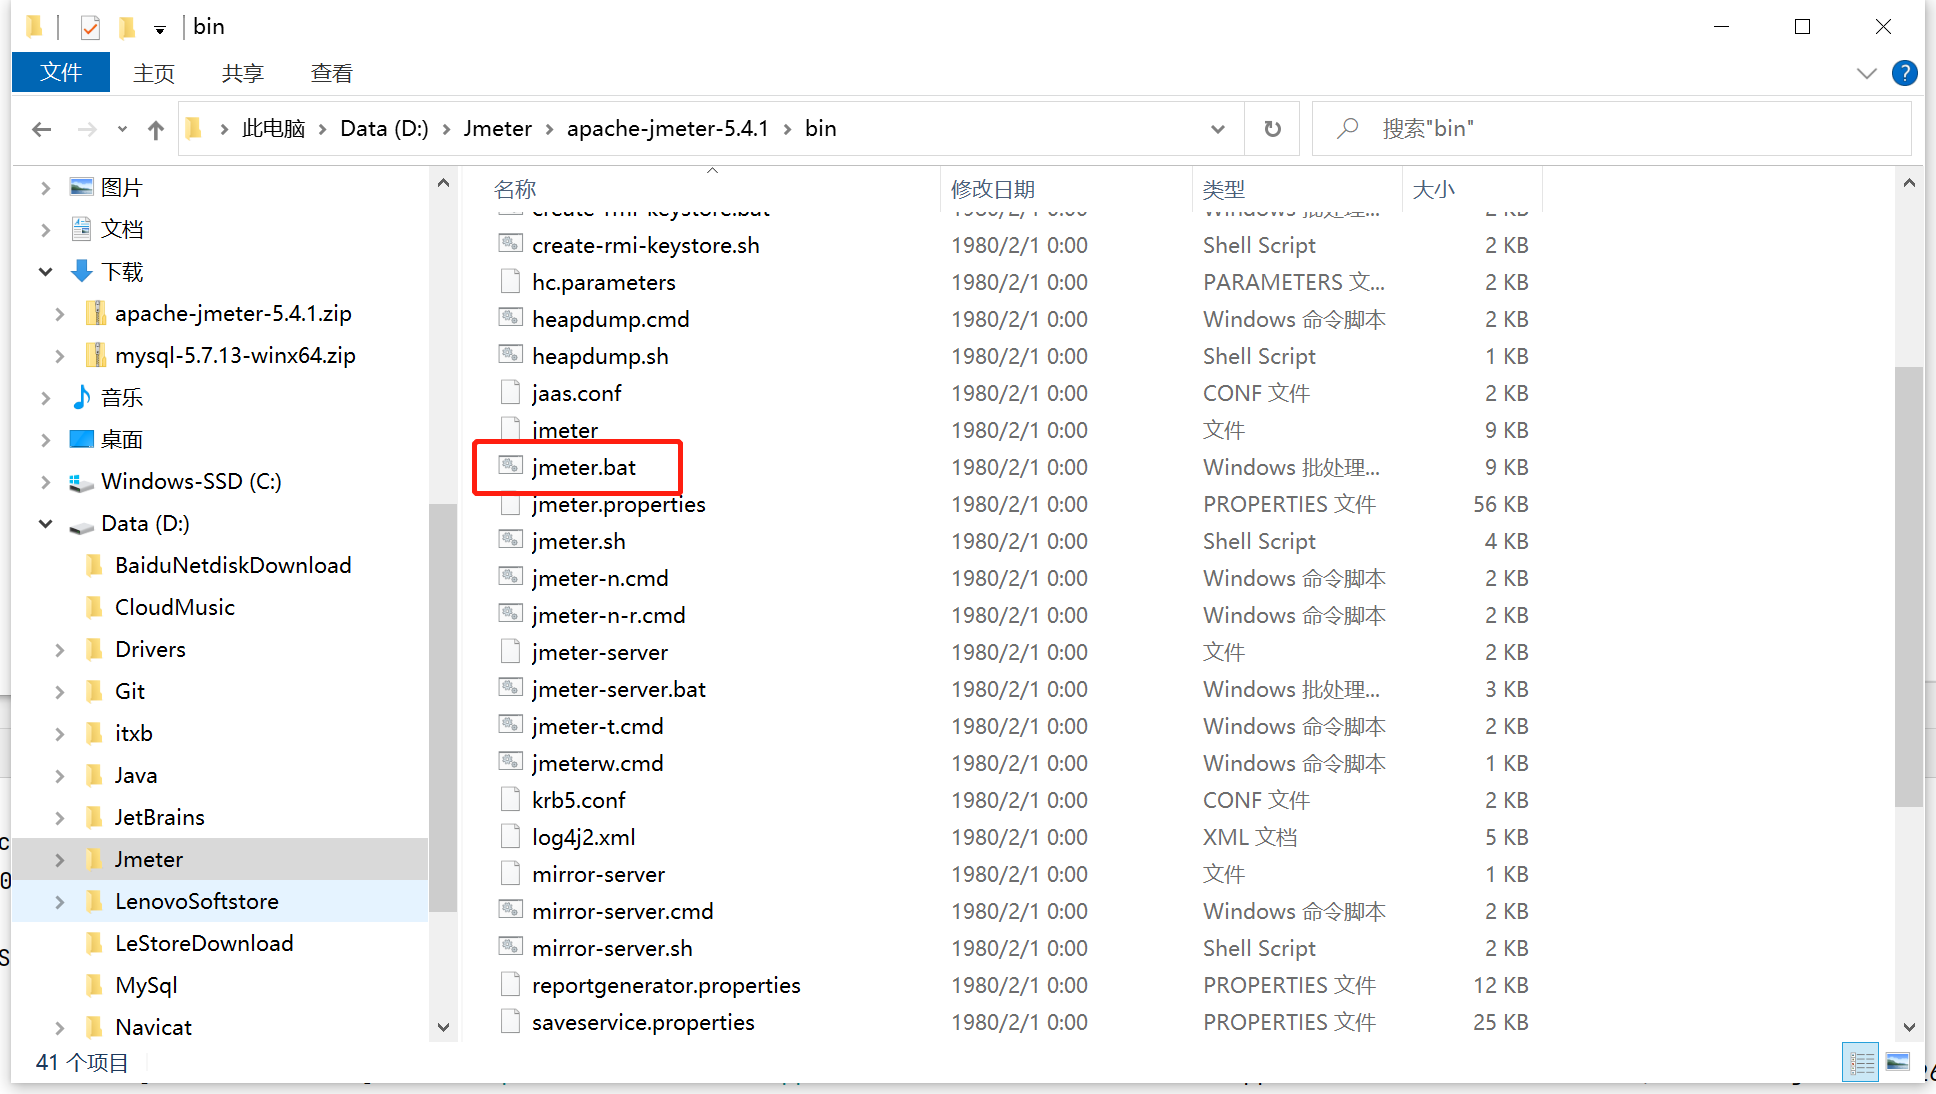 bin
文件 主页 共享 查看
此电脑 Data (D:) Jmeter apache-jmeter-5.4.1 bin 搜索"bin"
图片
文档
下载
apache-jmeter-5.4.1.zip
mysql-5.7.13-winx64.zip
音乐
桌面
Windows-SSD (C:)
Data (D:)
BaiduNetdiskDownload
CloudMusic
Drivers
Git
itxb
Java
JetBrains
Jmeter
LenovoSoftstore
LeStoreDownload
MySql
Navicat
名称 修改日期 类型 大小
create-rmi-keystore.bat 1980/2/1 0:00 Windows 批处理... 2 KB
create-rmi-keystore.sh 1980/2/1 0:00 Shell Script 2 KB
hc.parameters 1980/2/1 0:00 PARAMETERS 文... 2 KB
heapdump.cmd 1980/2/1 0:00 Windows 命令脚本 2 KB
heapdump.sh 1980/2/1 0:00 Shell Script 1 KB
jaas.conf 1980/2/1 0:00 CONF 文件 2 KB
jmeter 1980/2/1 0:00 文件 9 KB
jmeter.bat 1980/2/1 0:00 Windows 批处理... 9 KB
jmeter.properties 1980/2/1 0:00 PROPERTIES 文件 56 KB
jmeter.sh 1980/2/1 0:00 Shell Script 4 KB
jmeter-n.cmd 1980/2/1 0:00 Windows 命令脚本 2 KB
jmeter-n-r.cmd 1980/2/1 0:00 Windows 命令脚本 2 KB
jmeter-server 1980/2/1 0:00 文件 2 KB
jmeter-server.bat 1980/2/1 0:00 Windows 批处理... 3 KB
jmeter-t.cmd 1980/2/1 0:00 Windows 命令脚本 2 KB
jmeterw.cmd 1980/2/1 0:00 Windows 命令脚本 1 KB
krb5.conf 1980/2/1 0:00 CONF 文件 2 KB
log4j2.xml 1980/2/1 0:00 XML 文档 5 KB
mirror-server 1980/2/1 0:00 文件 1 KB
mirror-server.cmd 1980/2/1 0:00 Windows 命令脚本 2 KB
mirror-server.sh 1980/2/1 0:00 Shell Script 2 KB
reportgenerator.properties 1980/2/1 0:00 PROPERTIES 文件 12 KB
saveservice.properties 1980/2/1 0:00 PROPERTIES 文件 25 KB
41 个项目